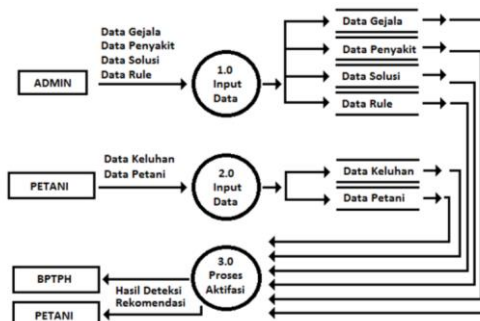 Data Gejala
Data Penyakit
Data Solusi
Data Rule
ADMIN
1.0
Input
Data
Data Gejala
Data Penyakit
Data Solusi
Data Rule
Data Keluhan
Data Petani
PETANI
2.0
Input
Data
Data Keluhan
Data Petani
3.0
Proses
Aktifasi
BPTPH
Hasil Deteksi
Rekomendasi
PETANI